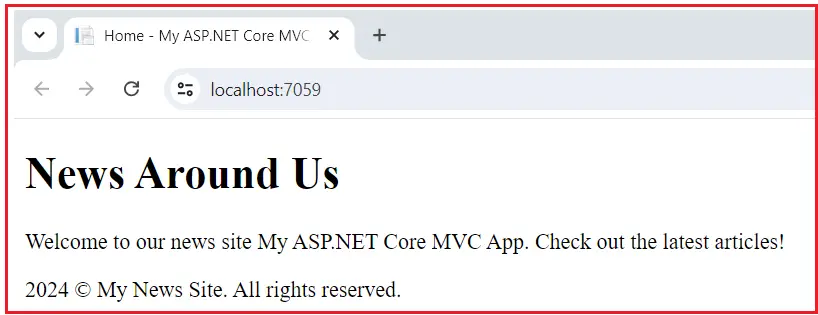 Home - My ASP.NET Core MVC
localhost:7059
News Around Us
Welcome to our news site My ASP.NET Core MVC App. Check out the latest articles!
2024 © My News Site. All rights reserved.